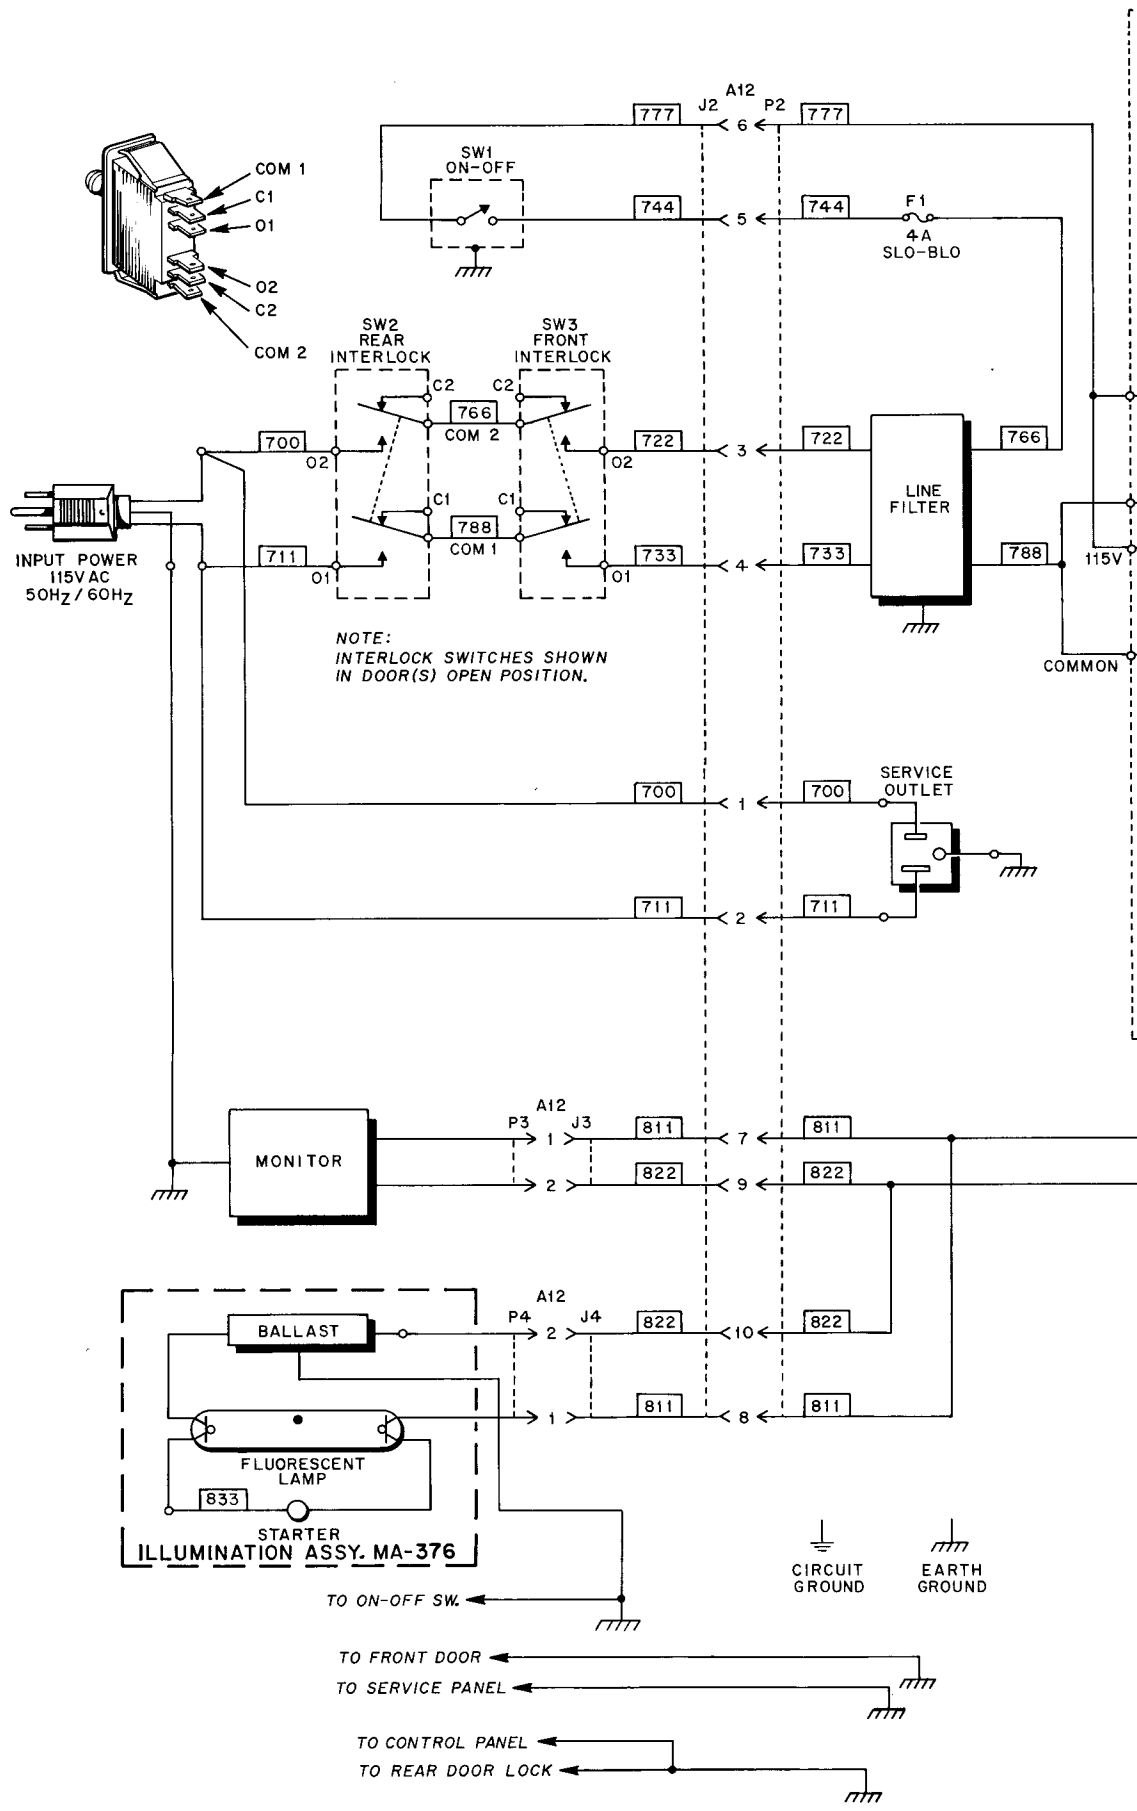 A12
J2 P2
777 6 777
COM 1
C1
O1
O2
C2
COM 2
SW1
ON-OFF
744 5 744
F1
4A
SLO-BLO
SW2
REAR
INTERLOCK
SW3
FRONT
INTERLOCK
C2 C2
766
COM 2
700 O2 O2 722 3 722 766
LINE
FILTER
C1 C1
788
COM 1
711 O1 O1 733 4 733 788
INPUT POWER
115VAC
50HZ / 60HZ
115V
COMMON
NOTE:
INTERLOCK SWITCHES SHOWN
IN DOOR(S) OPEN POSITION.
SERVICE
OUTLET
700 1 700
711 2 711
A12
P3 J3
MONITOR
1 811 7 811
2 822 9 822
A12
P4 J4
BALLAST
2 822 10 822
1 811 8 811
FLUORESCENT
LAMP
833
STARTER
ILLUMINATION ASSY. MA-376
CIRCUIT
GROUND
EARTH
GROUND
TO ON-OFF SW.
TO FRONT DOOR
TO SERVICE PANEL
TO CONTROL PANEL
TO REAR DOOR LOCK